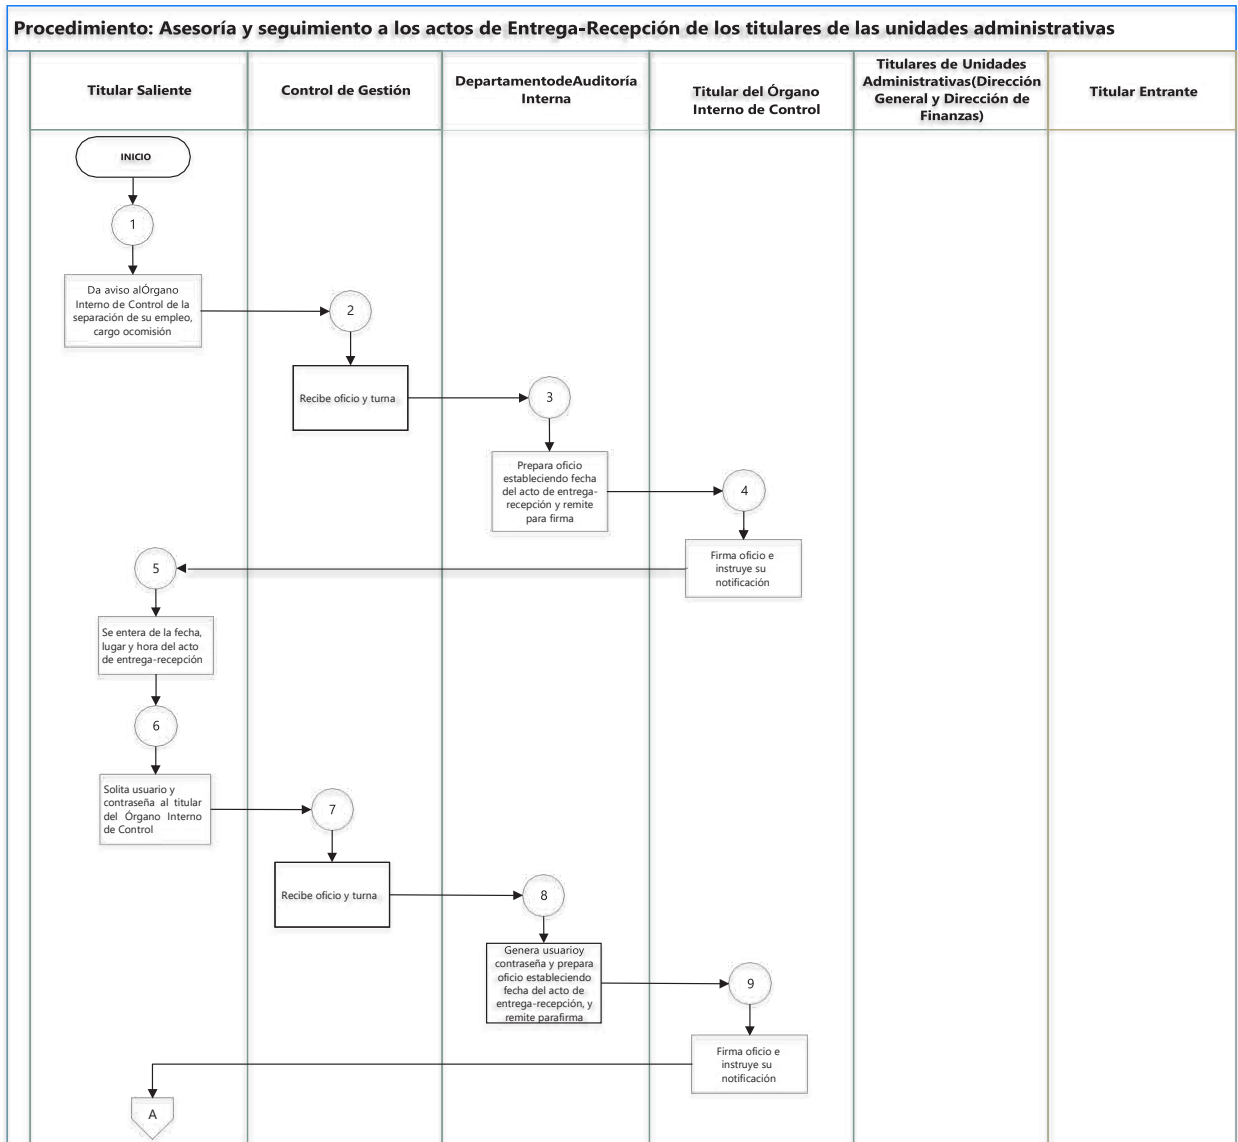 Procedimiento: Asesoría y seguimiento a los actos de Entrega-Recepción de los titulares de las unidades administrativas
Titular Saliente
Control de Gestión
DepartamentodeAuditoría
Interna
Titular del Órgano
Interno de Control
Titulares de Unidades
Administrativas(Dirección
General y Dirección de
Finanzas)
Titular Entrante
INICIO
1
Da aviso alÓrgano
Interno de Control de la
separación de su empleo,
cargo ocomisión
2
Recibe oficio y turna
3
Prepara oficio
estableciendo fecha
del acto de entrega-
recepción y remite
para firma
4
Firma oficio e
instruye su
notificación
5
Se entera de la fecha,
lugar y hora del acto
de entrega-recepción
6
Solita usuario y
contraseña al titular
del Órgano Interno
de Control
7
Recibe oficio y turna
8
Genera usuarioy
contraseña y prepara
oficio estableciendo
fecha del acto de
entrega-recepción, y
remite parafirma
9
Firma oficio e
instruye su
notificación
A